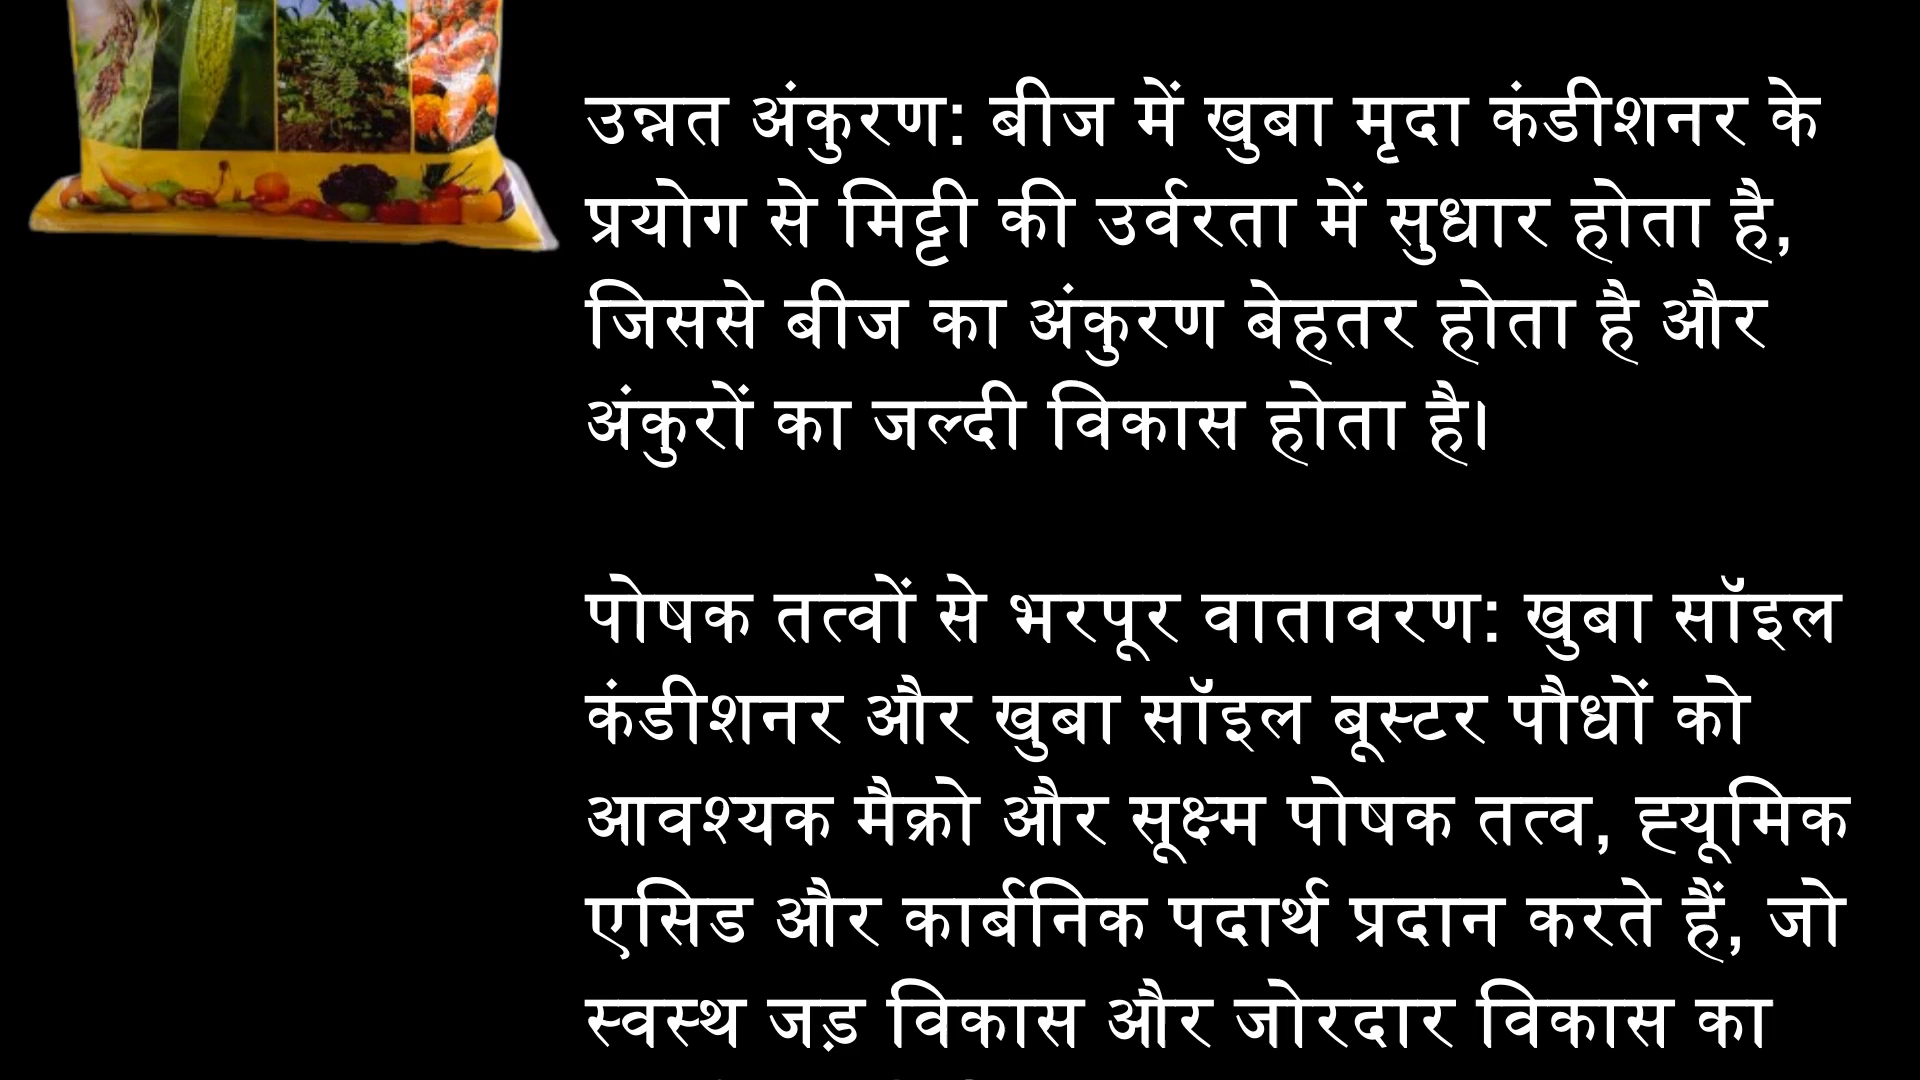 उन्नत अंकुरण: बीज में खुबा मृदा कंडीशनर के
प्रयोग से मिट्टी की उर्वरता में सुधार होता है,
जिससे बीज का अंकुरण बेहतर होता है और
अंकुरों का जल्दी विकास होता है।
पोषक तत्वों से भरपूर वातावरण: खुबा सॉइल
कंडीशनर और खुबा सॉइल बूस्टर पौधों को
आवश्यक मैक्रो और सूक्ष्म पोषक तत्व, ह्यूमिक
एसिड और कार्बनिक पदार्थ प्रदान करते हैं, जो
स्वस्थ जड़ विकास और जोरदार विकास का